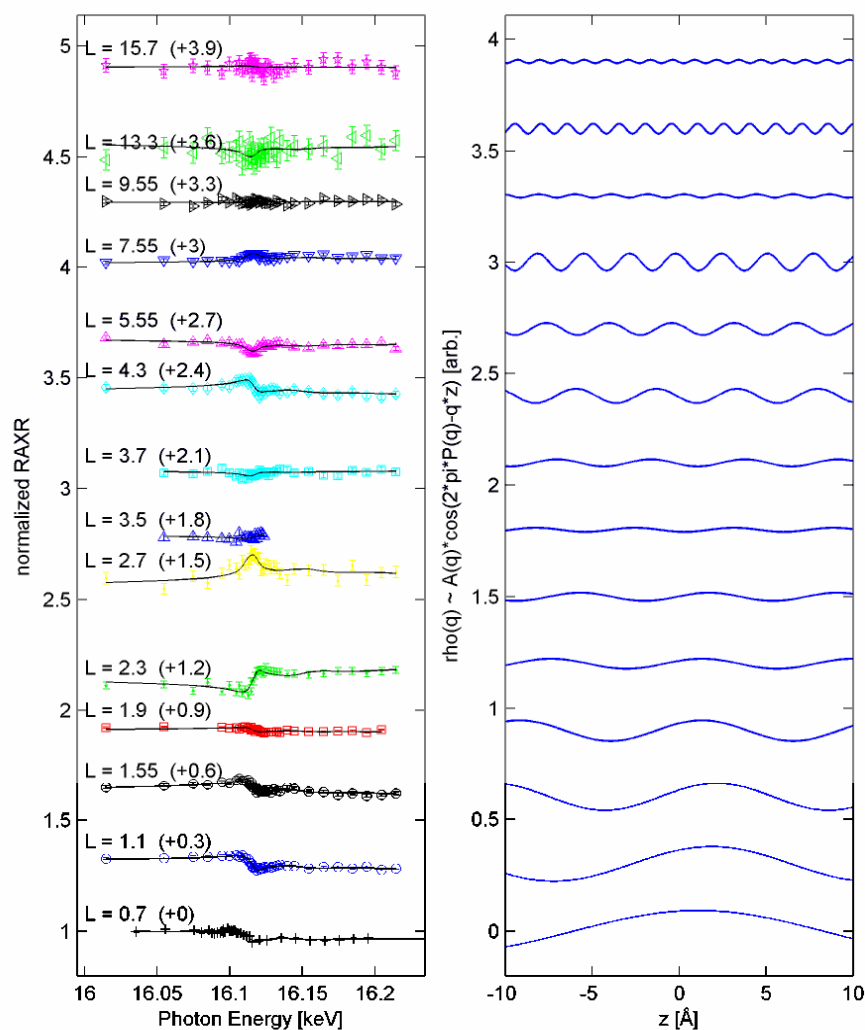 5
4.5
4
3.5
3
2.5
2
1.5
1
normalized RAXR
L = 15.7 (+3.9)
L = 13.3 (+3.6)
L = 9.55 (+3.3)
L = 7.55 (+3)
L = 5.55 (+2.7)
L = 4.3 (+2.4)
L = 3.7 (+2.1)
L = 3.5 (+1.8)
L = 2.7 (+1.5)
L = 2.3 (+1.2)
L = 1.9 (+0.9)
L = 1.55 (+0.6)
L = 1.1 (+0.3)
L = 0.7 (+0)
16 16.05 16.1 16.15 16.2
Photon Energy [keV]
4
3.5
3
2.5
2
1.5
1
0.5
0
rho(q) ~ A(q)*cos(2*pi*P(q)-q*z) [arb.]
-10 -5 0 5 10
z [Å]